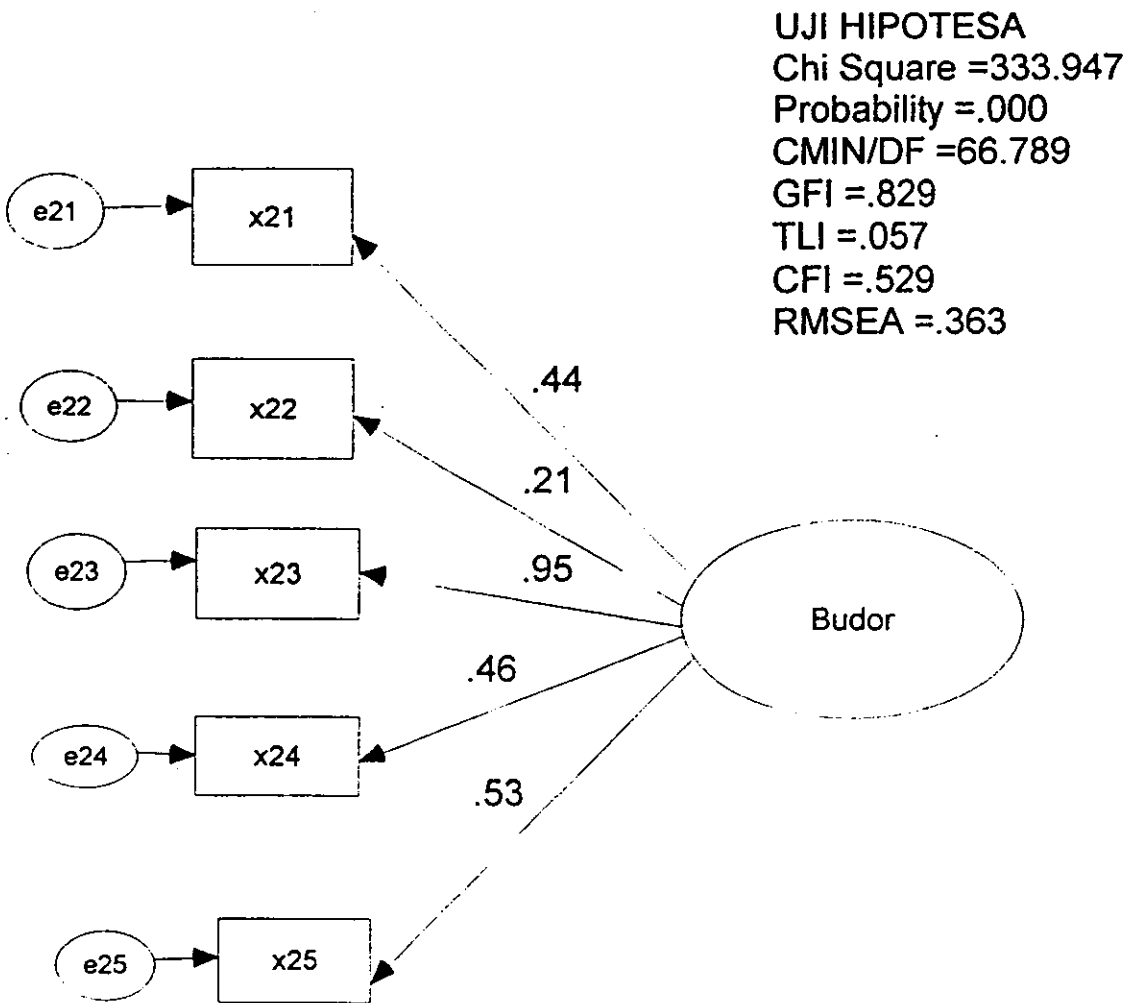 UJI HIPOTESA
Chi Square =333.947
Probability =.000
CMIN/DF =66.789
GFI =.829
TLI =.057
CFI =.529
RMSEA =.363
e21
x21
.44
e22
x22
.21
e23
x23
.95
Budor
.46
e24
x24
.53
e25
x25